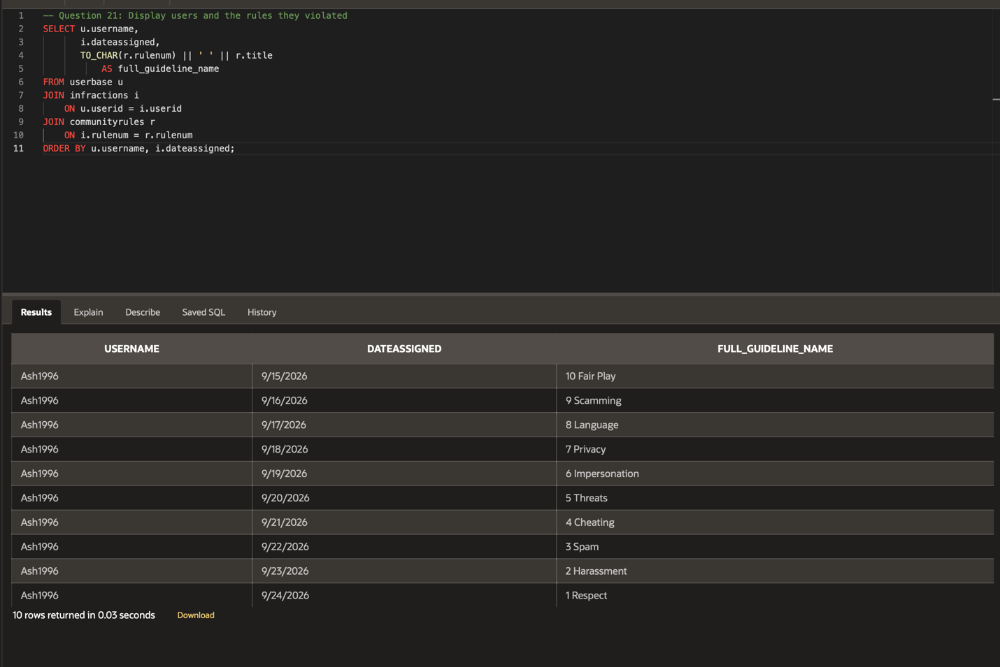 1 -- Question 21: Display users and the rules they violated
2 SELECT u.username,
3 i.dateassigned,
4 TO_CHAR(r.rulenum) || ' ' || r.title
5 AS full_guideline_name
6 FROM userbase u
7 JOIN infractions i
8 ON u.userid = i.userid
9 JOIN communityrules r
10 ON i.rulenum = r.rulenum
11 ORDER BY u.username, i.dateassigned;
Results Explain Describe Saved SQL History
USERNAME DATEASSIGNED FULL_GUIDELINE_NAME
Ash1996 9/15/2026 10 Fair Play
Ash1996 9/16/2026 9 Scamming
Ash1996 9/17/2026 8 Language
Ash1996 9/18/2026 7 Privacy
Ash1996 9/19/2026 6 Impersonation
Ash1996 9/20/2026 5 Threats
Ash1996 9/21/2026 4 Cheating
Ash1996 9/22/2026 3 Spam
Ash1996 9/23/2026 2 Harassment
Ash1996 9/24/2026 1 Respect
10 rows returned in 0.03 seconds Download